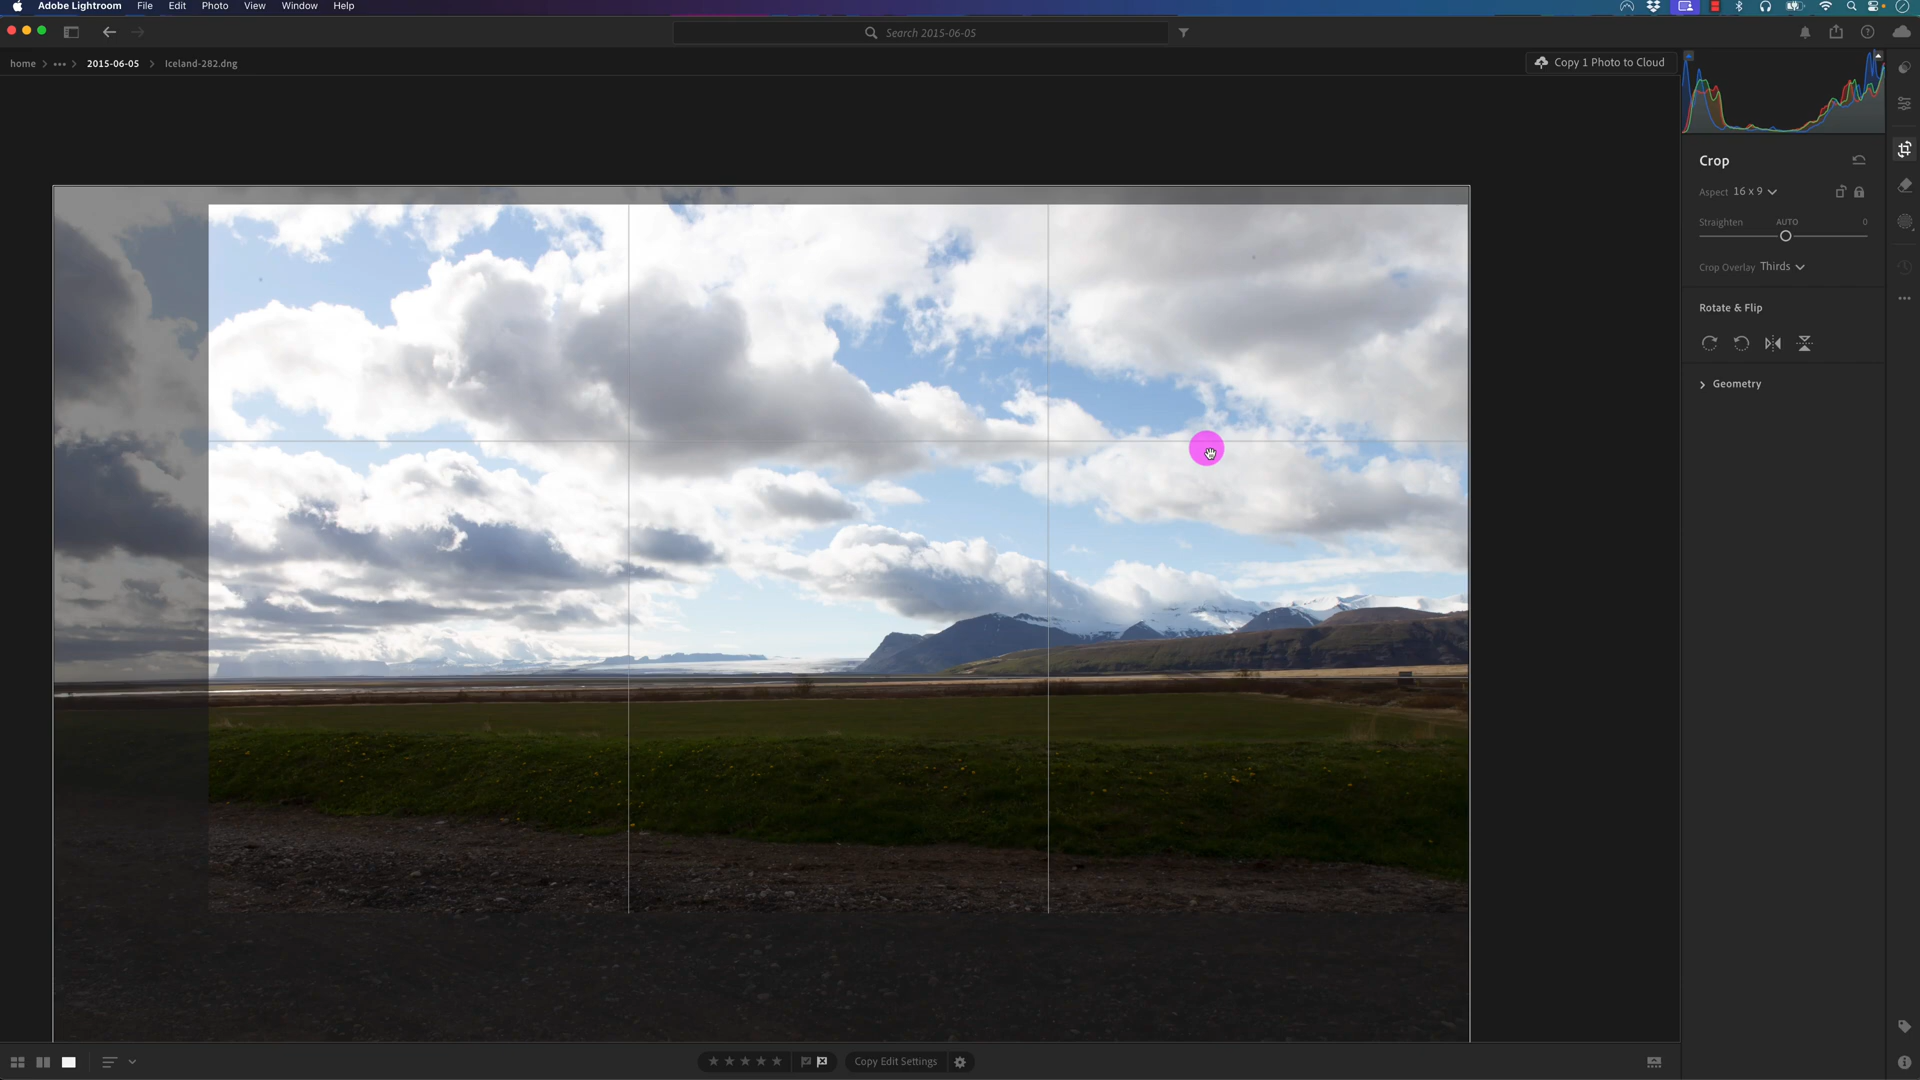 Adobe Lightroom File Edit Photo View Window Help
Search 2015-06-05
home 2015-06-05 Iceland-282.dng
Copy 1 Photo to Cloud
Crop
Aspect 16 x 9
Straighten AUTO 0
Crop Overlay Thirds
Rotate & Flip
Geometry
Copy Edit Settings